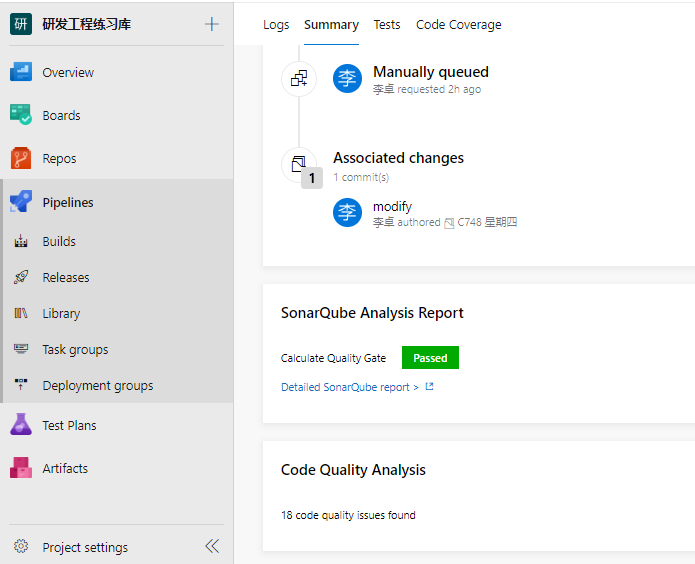 研 研发工程练习库
Overview
Boards
Repos
Pipelines
Builds
Releases
Library
Task groups
Deployment groups
Test Plans
Artifacts
Project settings
Logs Summary Tests Code Coverage
李 Manually queued
李卓 requested 2h ago
Associated changes
1
1 commit(s)
李 modify
李卓 authored C748 星期四
SonarQube Analysis Report
Calculate Quality Gate Passed
Detailed SonarQube report >
Code Quality Analysis
18 code quality issues found